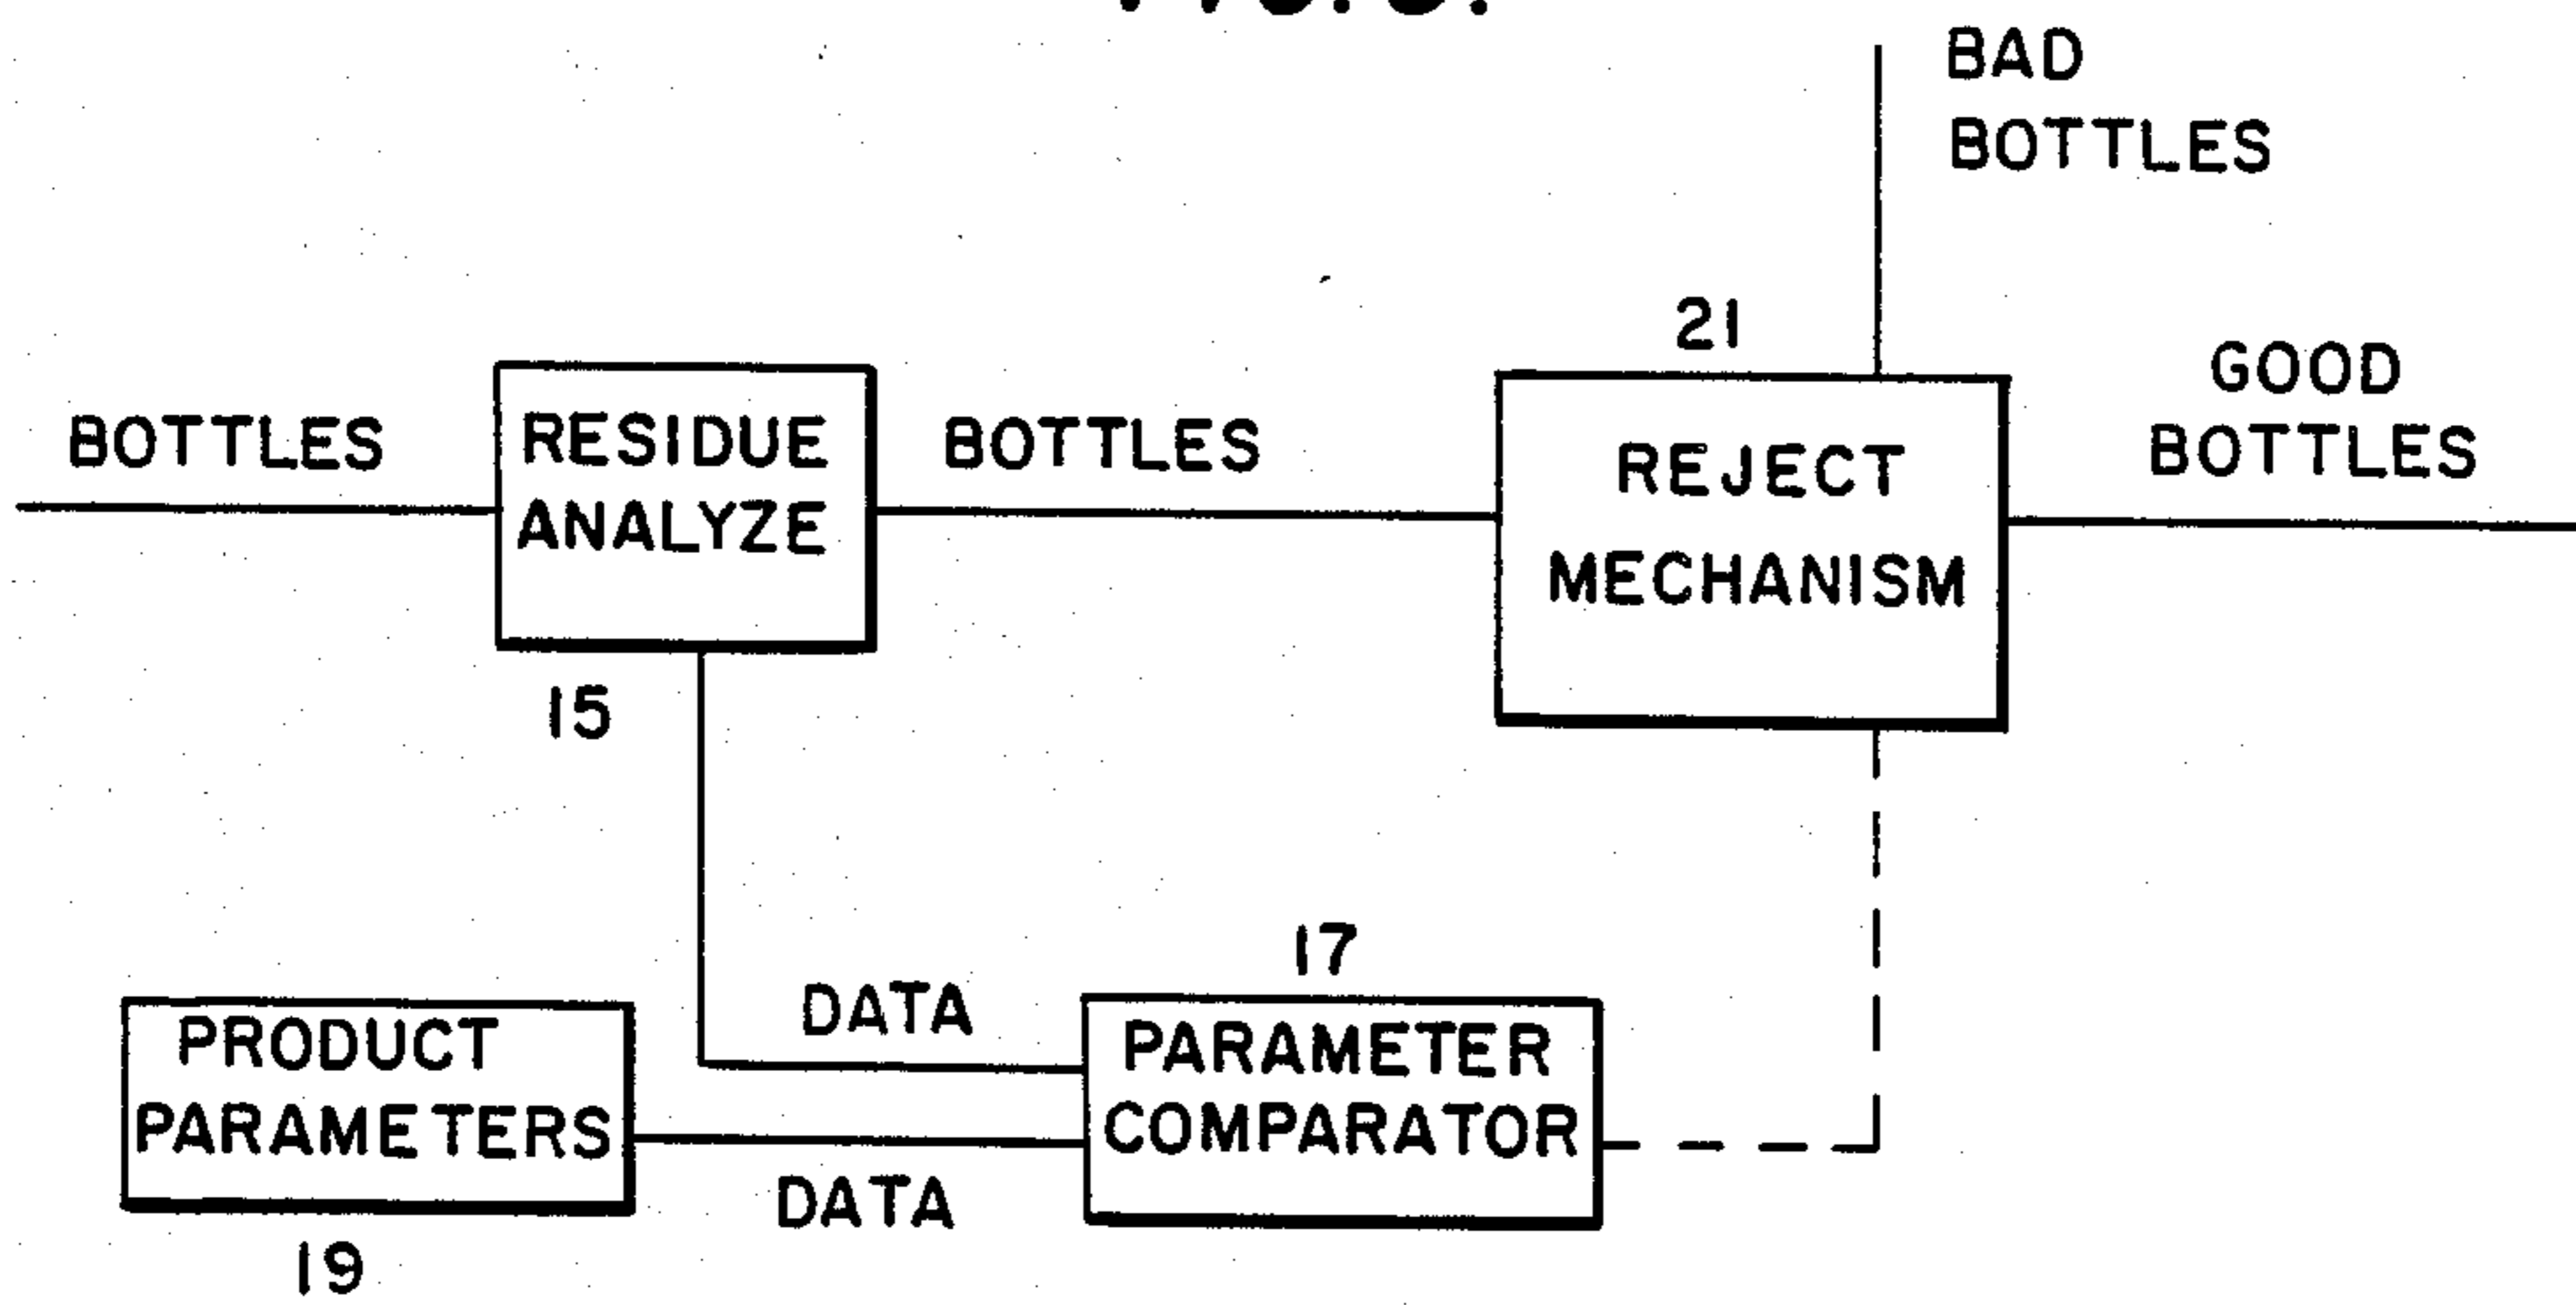 BAD
BOTTLES
21
GOOD
BOTTLES
BOTTLES
RESIDUE
ANALYZE
BOTTLES
REJECT
MECHANISM
15
17
DATA
PRODUCT
PARAMETERS
PARAMETER
COMPARATOR
DATA
19